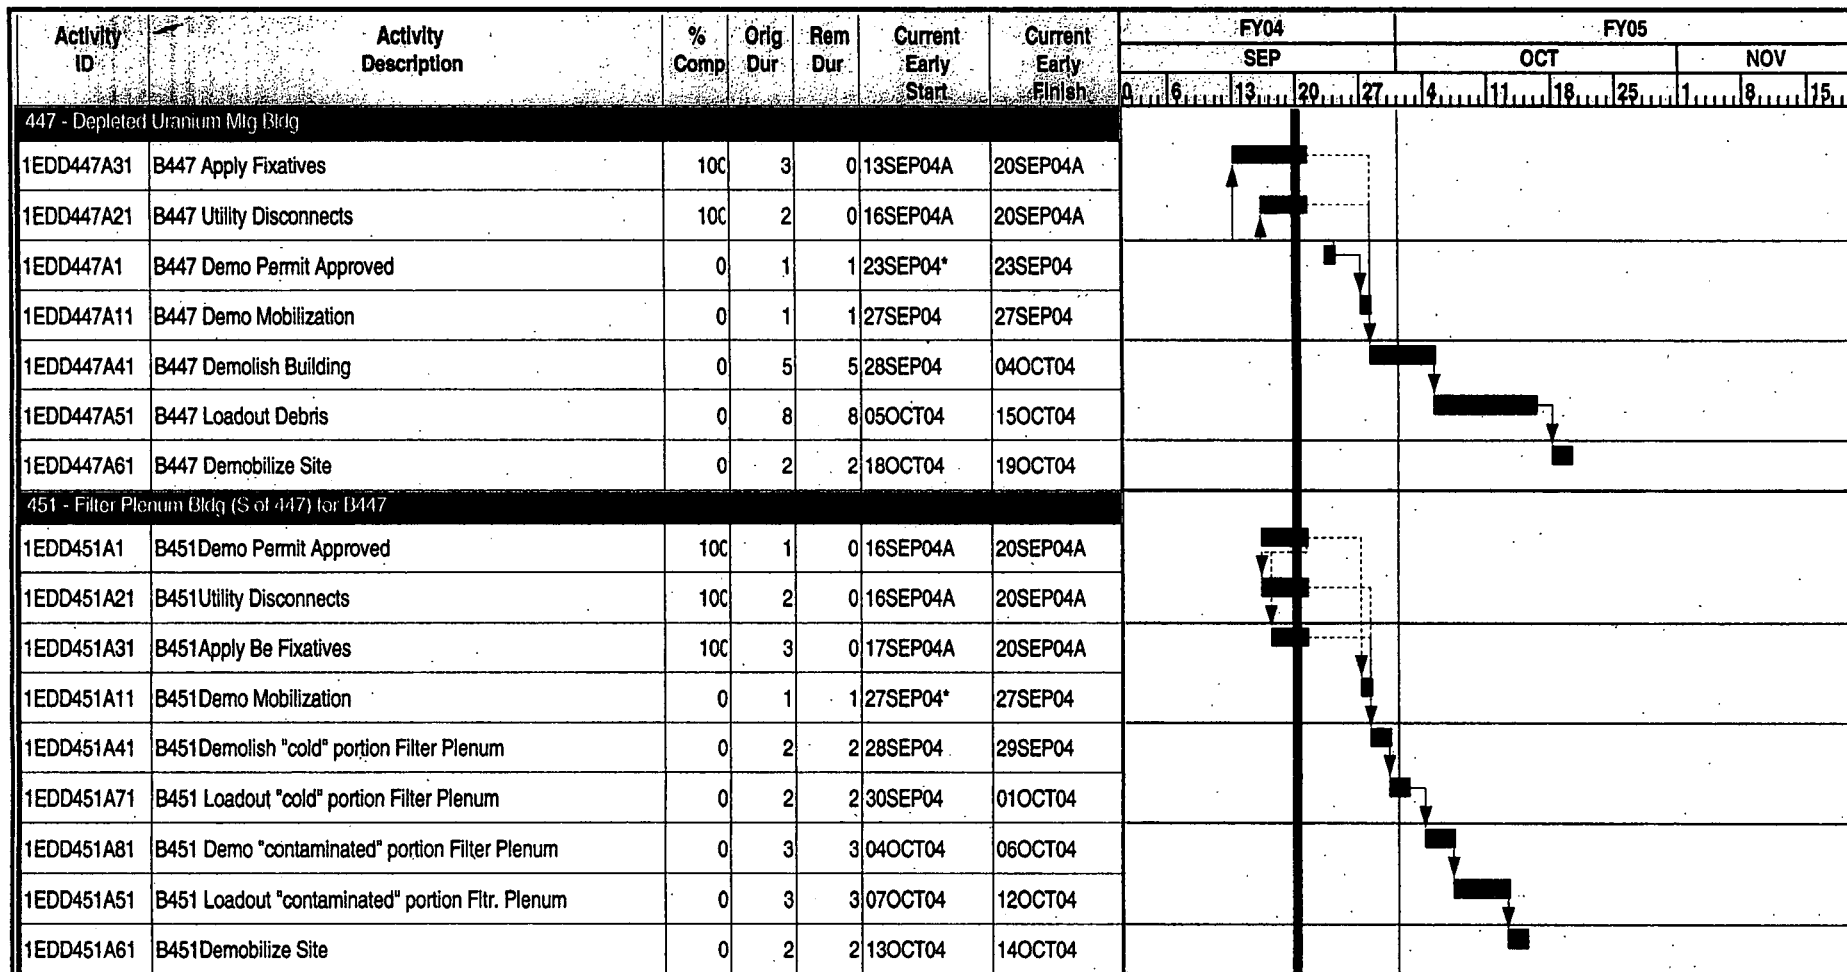 Activity ID Activity Description % Comp Orig Dur Rem Dur Current Early Start Current Early Finish
FY04 FY05
SEP OCT NOV
0 6 13 20 27 4 11 18 25 1 8 15
447 - Depleted Uranium Mfg Bldg
1EDD447A31 B447 Apply Fixatives 100 3 0 13SEP04A 20SEP04A
1EDD447A21 B447 Utility Disconnects 100 2 0 16SEP04A 20SEP04A
1EDD447A1 B447 Demo Permit Approved 0 1 1 23SEP04* 23SEP04
1EDD447A11 B447 Demo Mobilization 0 1 1 27SEP04 27SEP04
1EDD447A41 B447 Demolish Building 0 5 5 28SEP04 04OCT04
1EDD447A51 B447 Loadout Debris 0 8 8 05OCT04 15OCT04
1EDD447A61 B447 Demobilize Site 0 2 2 18OCT04 19OCT04
451 - Filter Plenum Bldg (S of 447) for B447
1EDD451A1 B451Demo Permit Approved 100 1 0 16SEP04A 20SEP04A
1EDD451A21 B451Utility Disconnects 100 2 0 16SEP04A 20SEP04A
1EDD451A31 B451Apply Be Fixatives 100 3 0 17SEP04A 20SEP04A
1EDD451A11 B451Demo Mobilization 0 1 1 27SEP04* 27SEP04
1EDD451A41 B451Demolish "cold" portion Filter Plenum 0 2 2 28SEP04 29SEP04
1EDD451A71 B451 Loadout "cold" portion Filter Plenum 0 2 2 30SEP04 01OCT04
1EDD451A81 B451 Demo "contaminated" portion Filter Plenum 0 3 3 04OCT04 06OCT04
1EDD451A51 B451 Loadout "contaminated" portion Fltr. Plenum 0 3 3 07OCT04 12OCT04
1EDD451A61 B451Demobilize Site 0 2 2 13OCT04 14OCT04